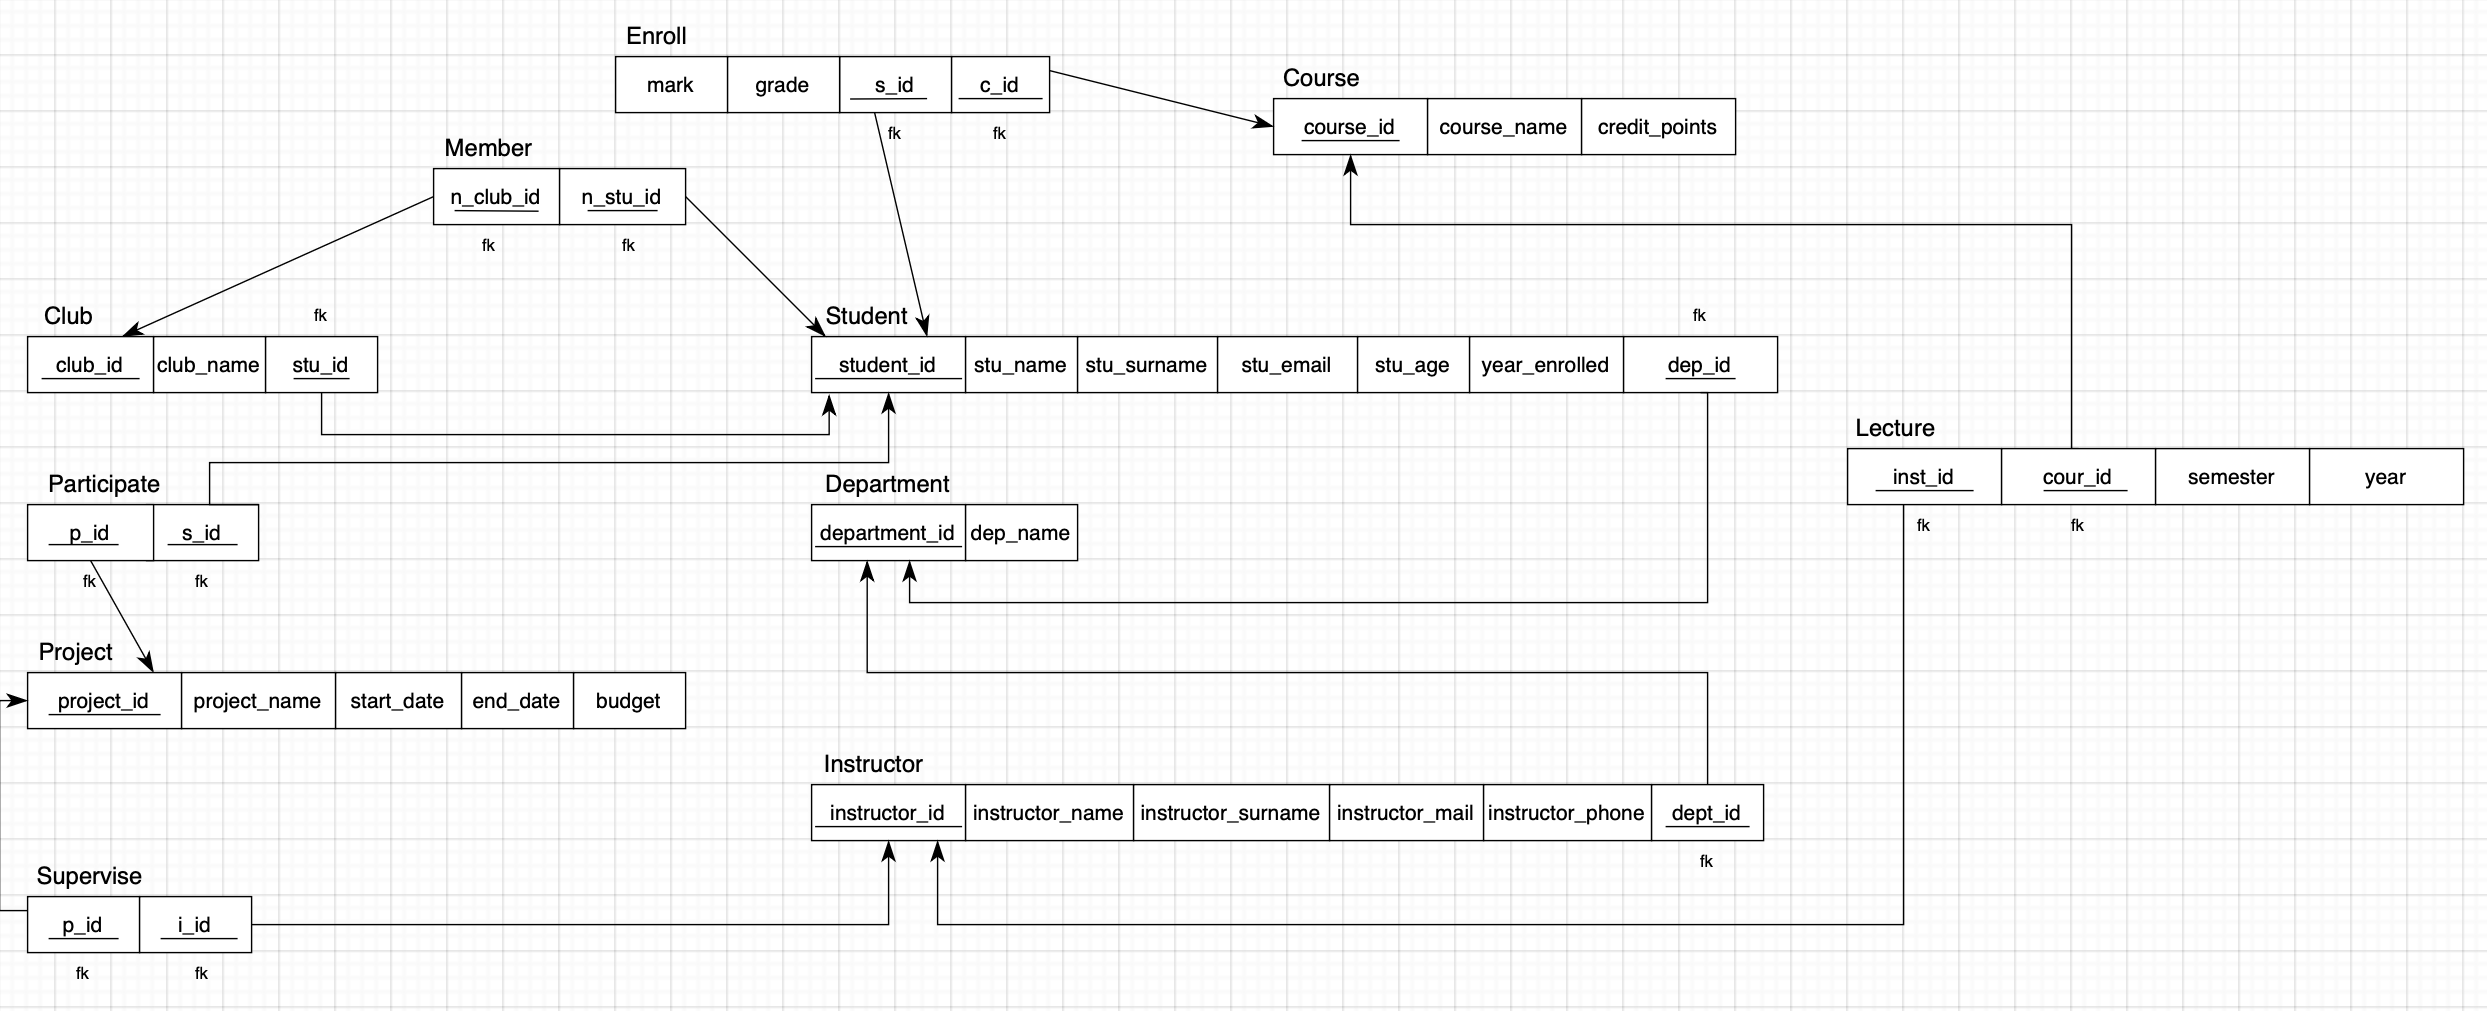 Enroll
mark grade s_id c_id
fk fk
Course
course_id course_name credit_points
Member
n_club_id n_stu_id
fk fk
Club fk
club_id club_name stu_id
Student fk
student_id stu_name stu_surname stu_email stu_age year_enrolled dep_id
Lecture
inst_id cour_id semester year
fk fk
Participate
p_id s_id
fk fk
Department
department_id dep_name
Project
project_id project_name start_date end_date budget
Instructor
instructor_id instructor_name instructor_surname instructor_mail instructor_phone dept_id
fk
Supervise
p_id i_id
fk fk